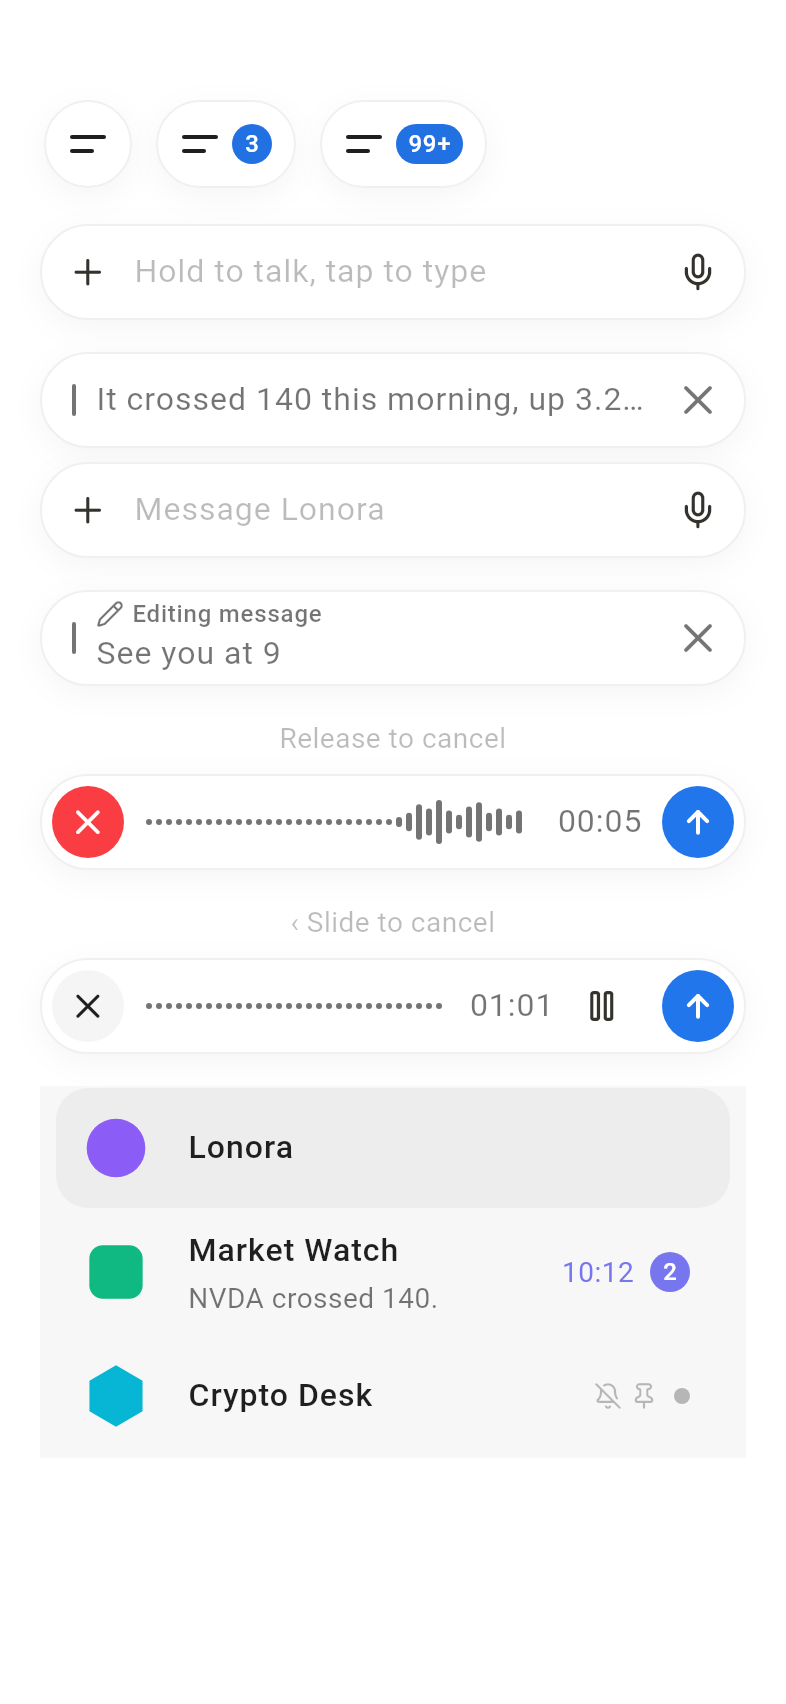 3
99+
Hold to talk, tap to type
It crossed 140 this morning, up 3.2…
Message Lonora
Editing message
See you at 9
Release to cancel
00:05
‹ Slide to cancel
01:01
Lonora
Market Watch
10:12
2
NVDA crossed 140.
Crypto Desk